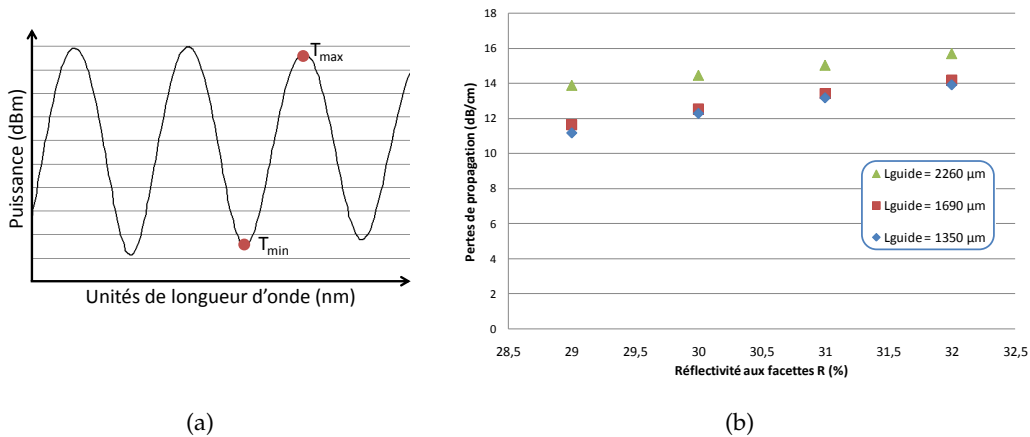 Puissance (dBm)
Tmax
Tmin
Unités de longueur d'onde (nm)
(a)
Pertes de propagation (dB/cm)
18
16
14
12
10
8
6
4
2
0
Lguide = 2260 µm
Lguide = 1690 µm
Lguide = 1350 µm
28,5 29 29,5 30 30,5 31 31,5 32 32,5
Réflectivité aux facettes R (%)
(b)